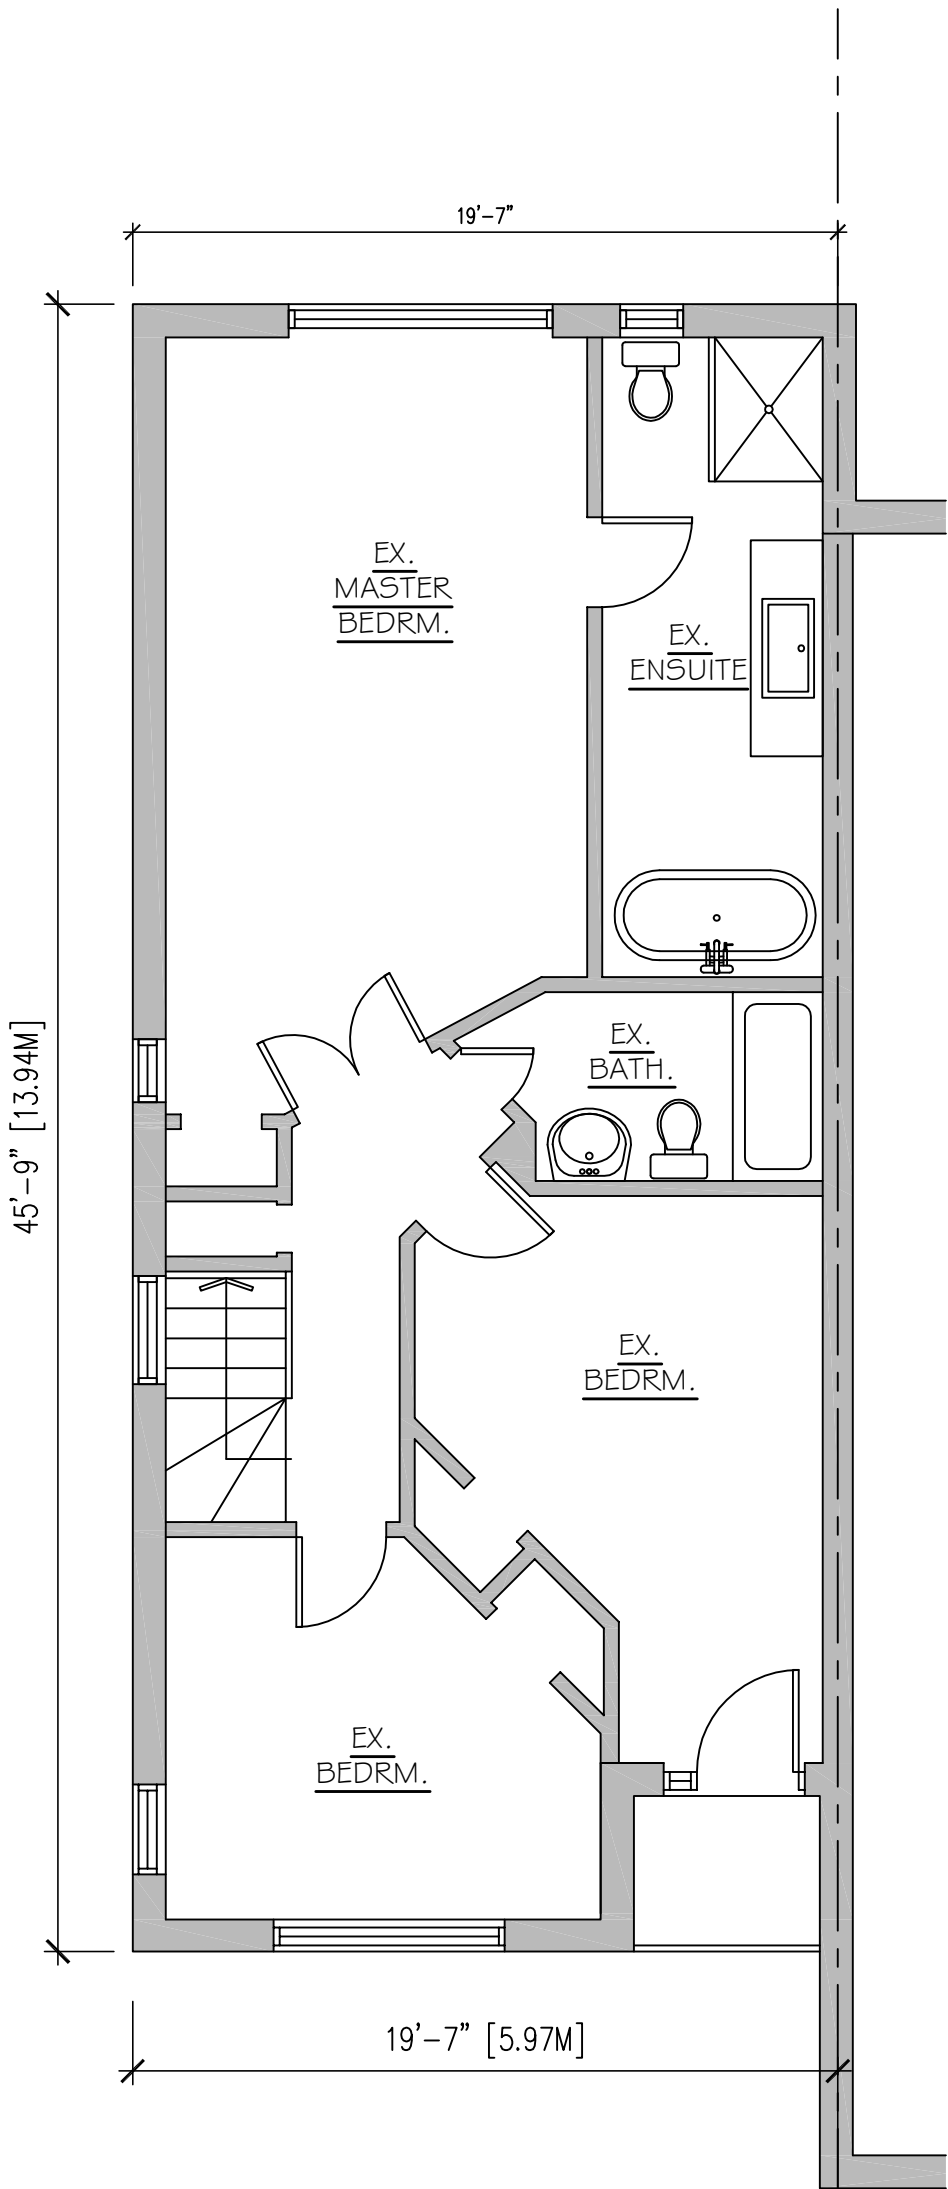 19'-7"
EX.
MASTER
BEDRM.
EX.
ENSUITE
EX.
BATH.
45'-9" [13.94M]
EX.
BEDRM.
EX.
BEDRM.
19'-7" [5.97M]